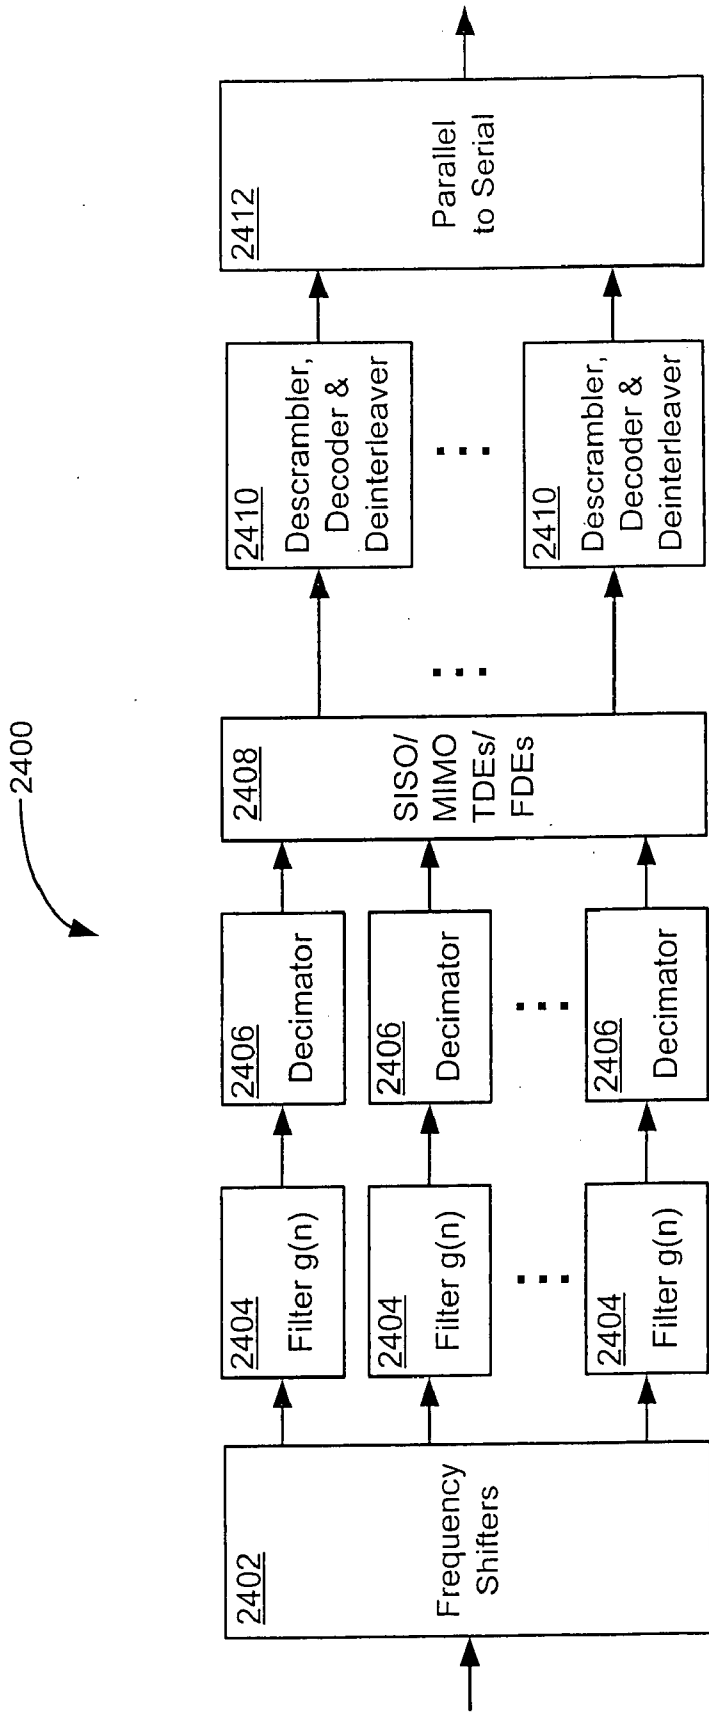 2400
2402
Frequency
Shifters
2404
Filter g(n)
2404
Filter g(n)
2404
Filter g(n)
2406
Decimator
2406
Decimator
2406
Decimator
2408
SISO/
MIMO
TDEs/
FDEs
2410
Descrambler,
Decoder &
Deinterleaver
2410
Descrambler,
Decoder &
Deinterleaver
2412
Parallel
to Serial